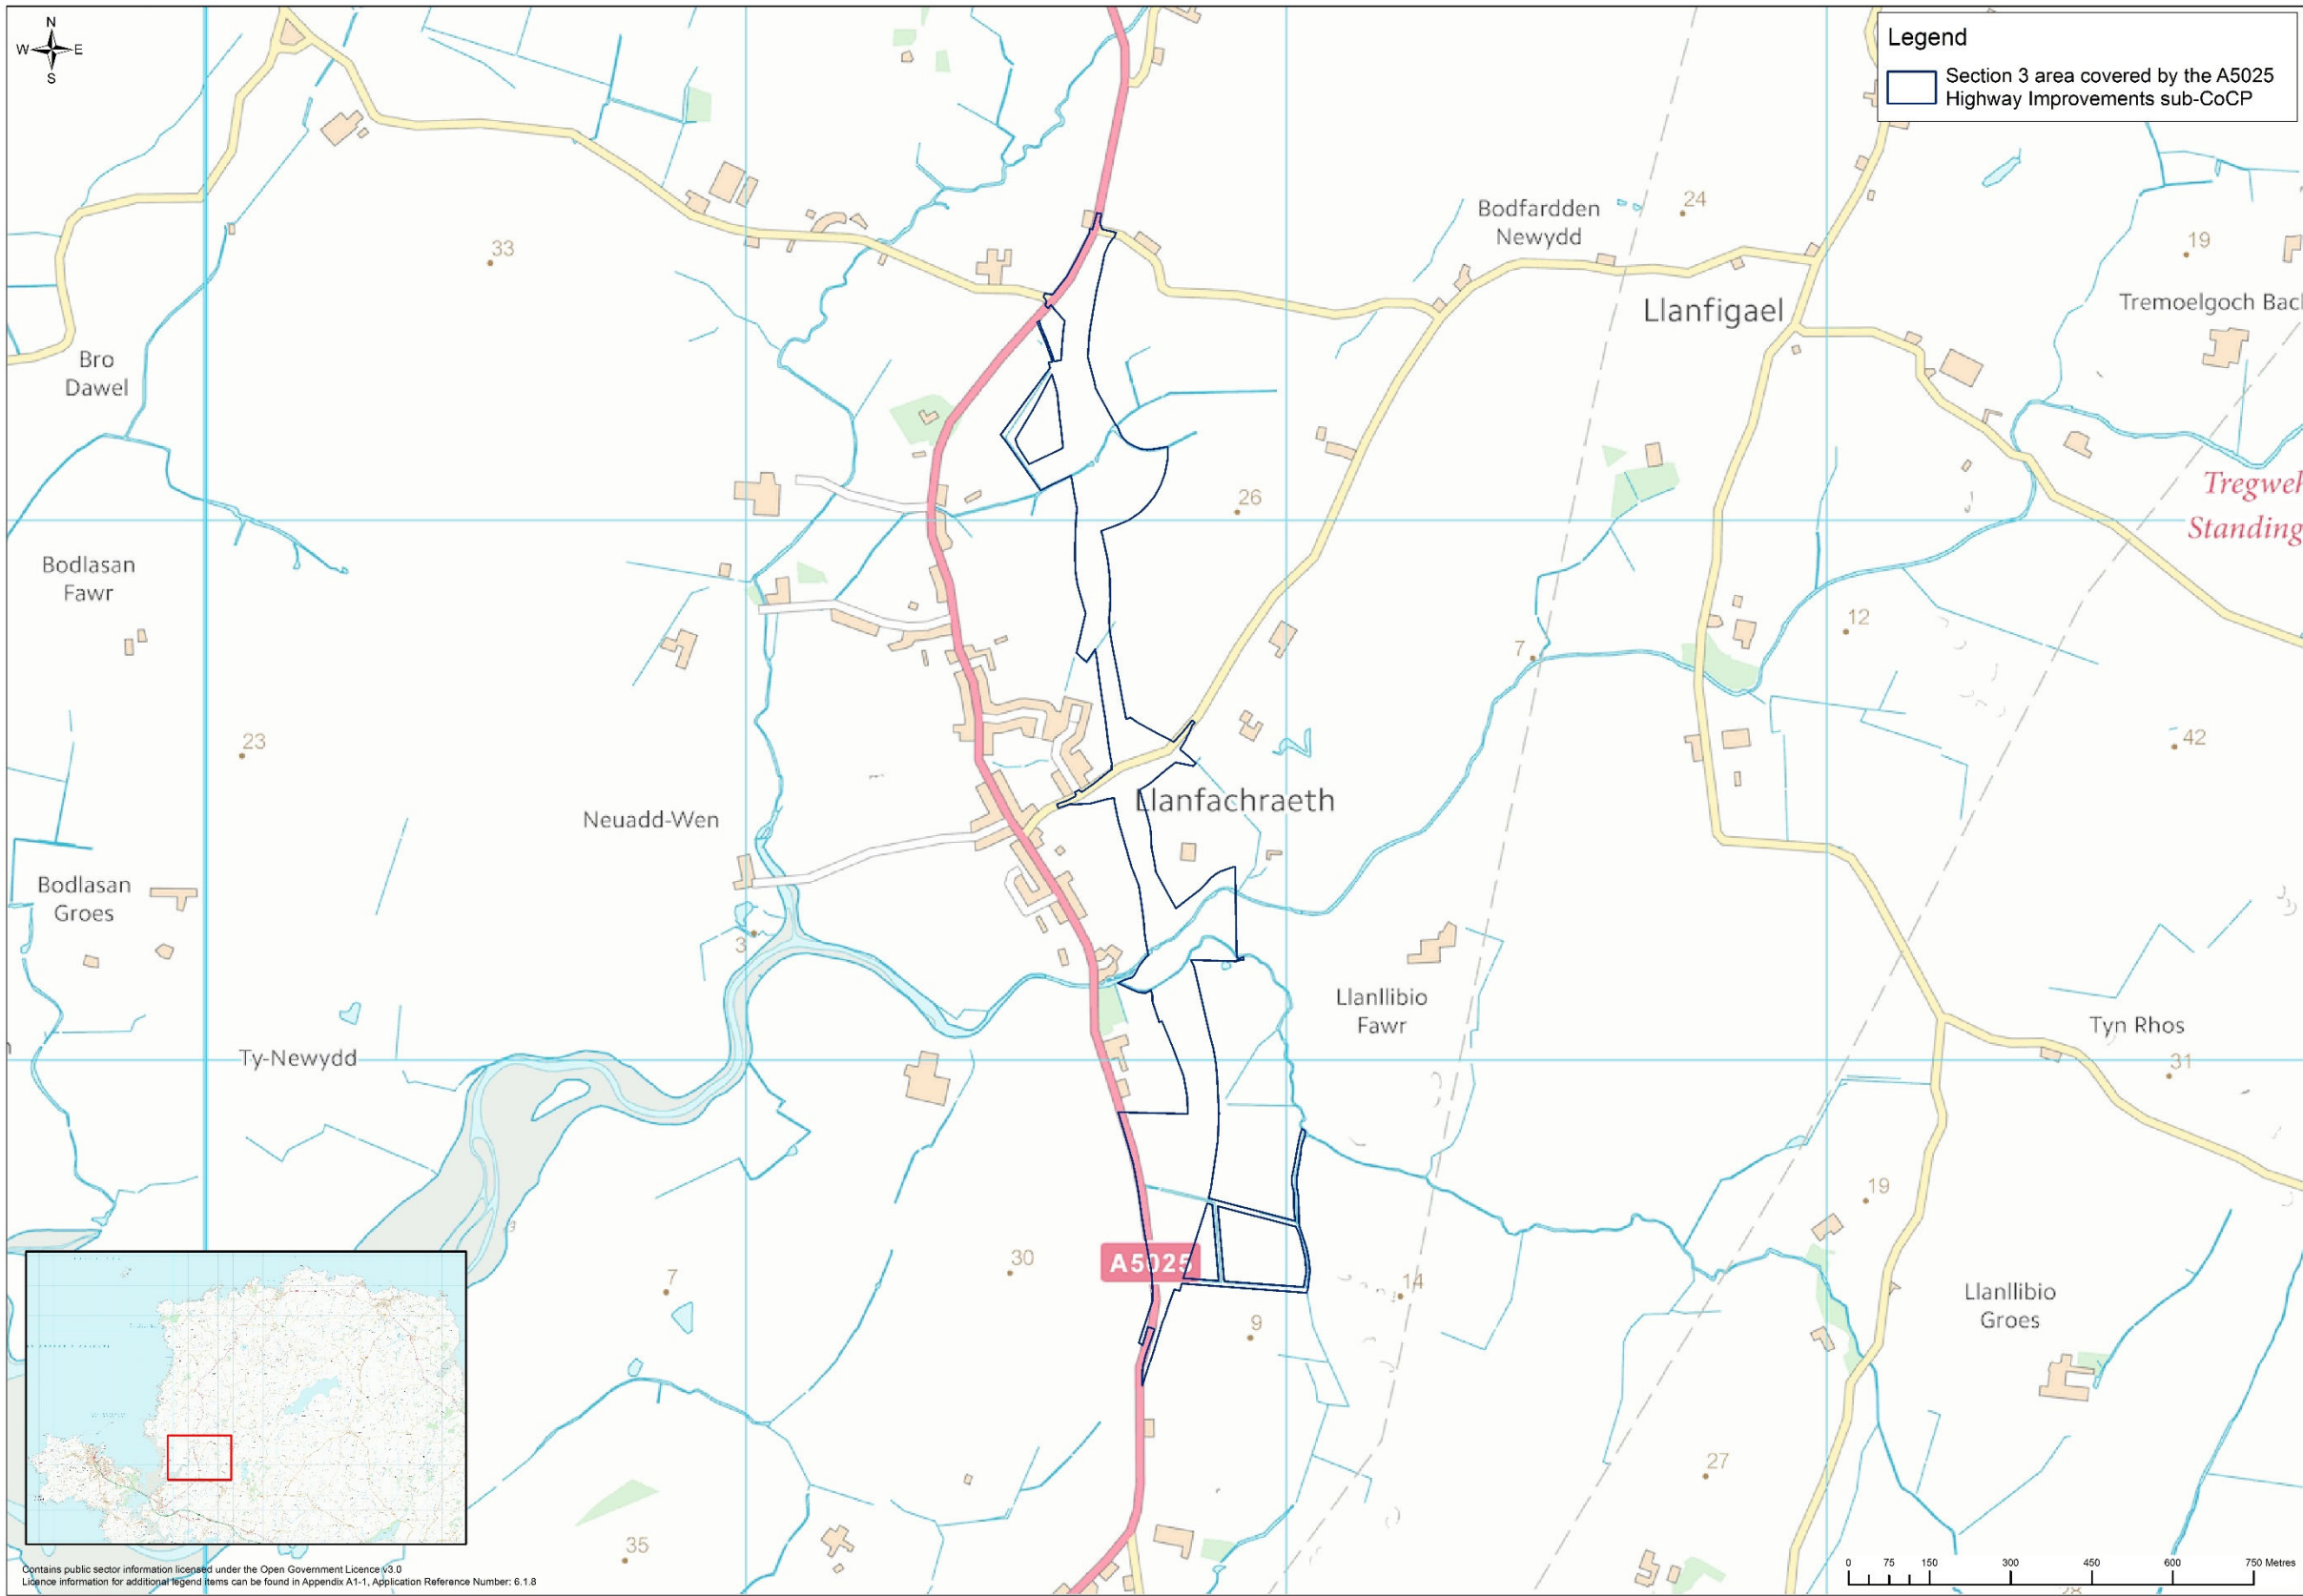 N
W E
S
Legend
Section 3 area covered by the A5025
Highway Improvements sub-CoCP
33
Bodfardden
Newydd
24
19
Llanfigael
Tremoelgoch Bacl
Bro
Dawel
26
Tregweh
Standing
Bodlasan
Fawr
12
7
23
42
Neuadd-Wen
Llanfachraeth
Bodlasan
Groes
3
Llanllibio
Fawr
Tyn Rhos
Ty-Newydd
31
19
A5025
30
7
14
Llanllibio
Groes
9
27
35
Contains public sector information licensed under the Open Government Licence v3.0
Licence information for additional legend items can be found in Appendix A1-1, Application Reference Number: 6.1.8
0 75 150 300 450 600 750 Metres